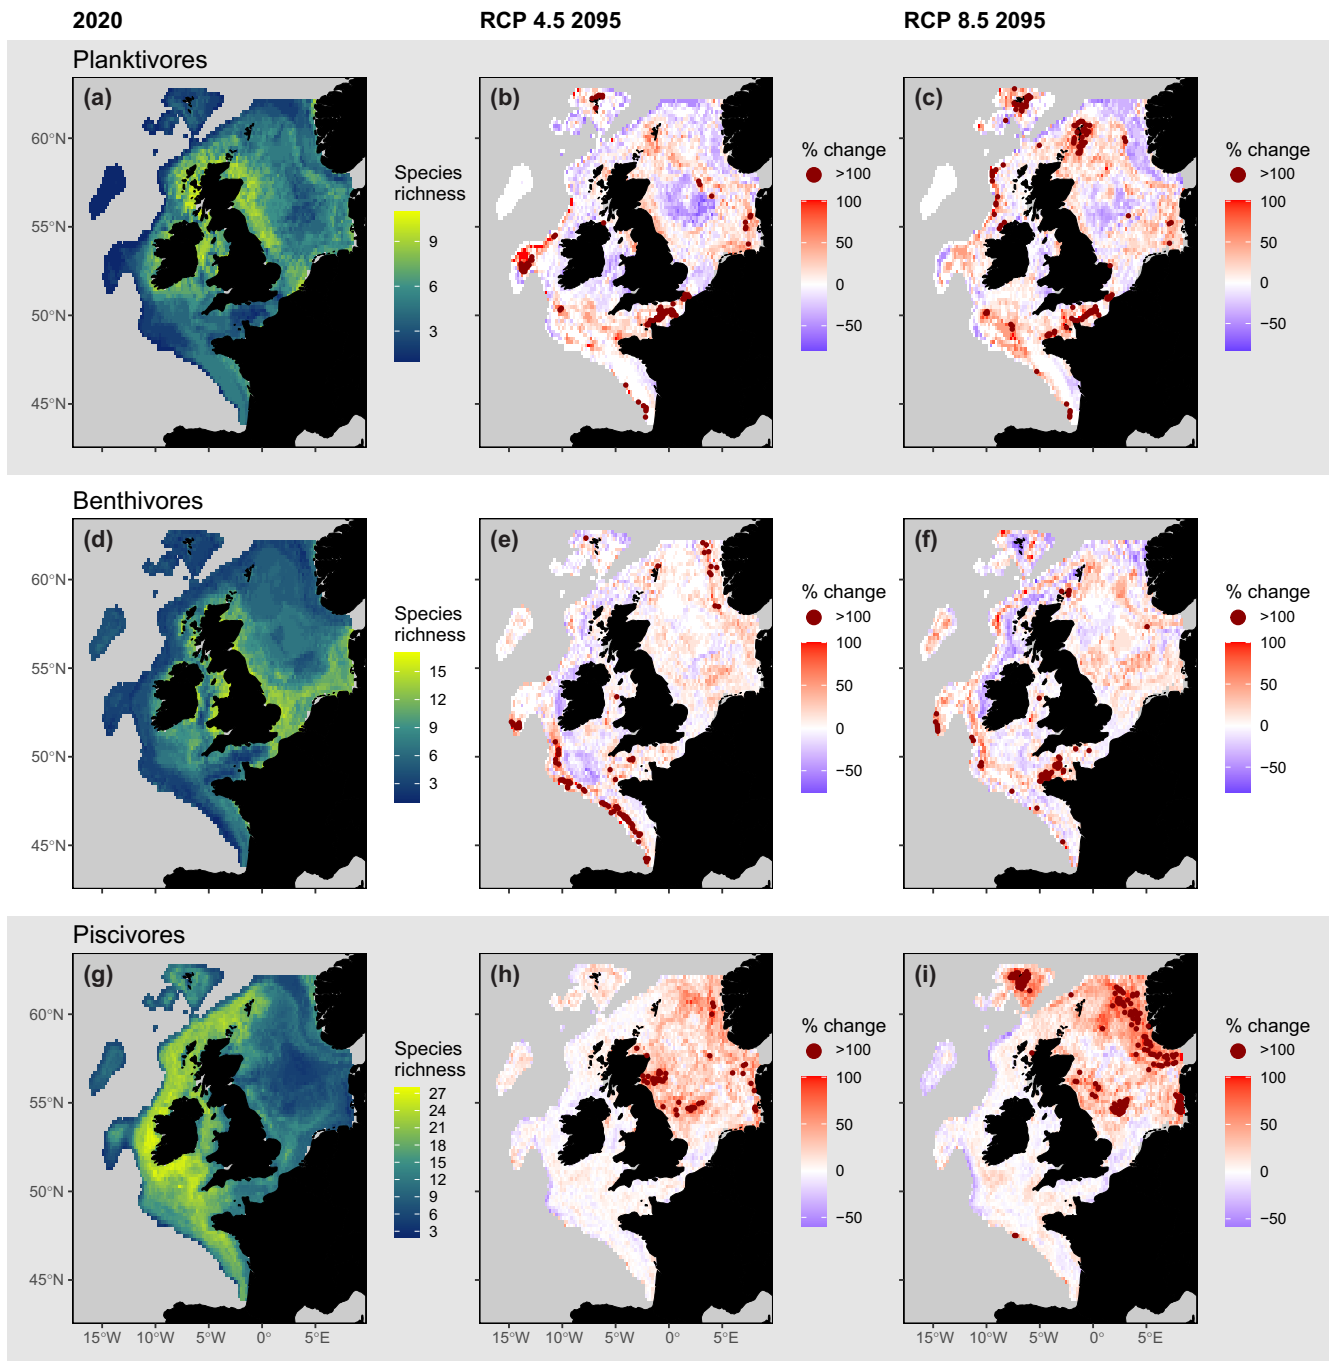 2020
RCP 4.5 2095
RCP 8.5 2095
Planktivores
(a)
(b)
(c)
60°N
55°N
50°N
45°N
Species
richness
9
6
3
% change
>100
100
50
0
−50
% change
>100
100
50
0
−50
Benthivores
(d)
(e)
(f)
60°N
55°N
50°N
45°N
Species
richness
15
12
9
6
3
% change
>100
100
50
0
−50
% change
>100
100
50
0
−50
Piscivores
(g)
(h)
(i)
60°N
55°N
50°N
45°N
Species
richness
27
24
21
18
15
12
9
6
3
% change
>100
100
50
0
−50
% change
>100
100
50
0
−50
15°W 10°W 5°W 0° 5°E
15°W 10°W 5°W 0° 5°E
15°W 10°W 5°W 0° 5°E